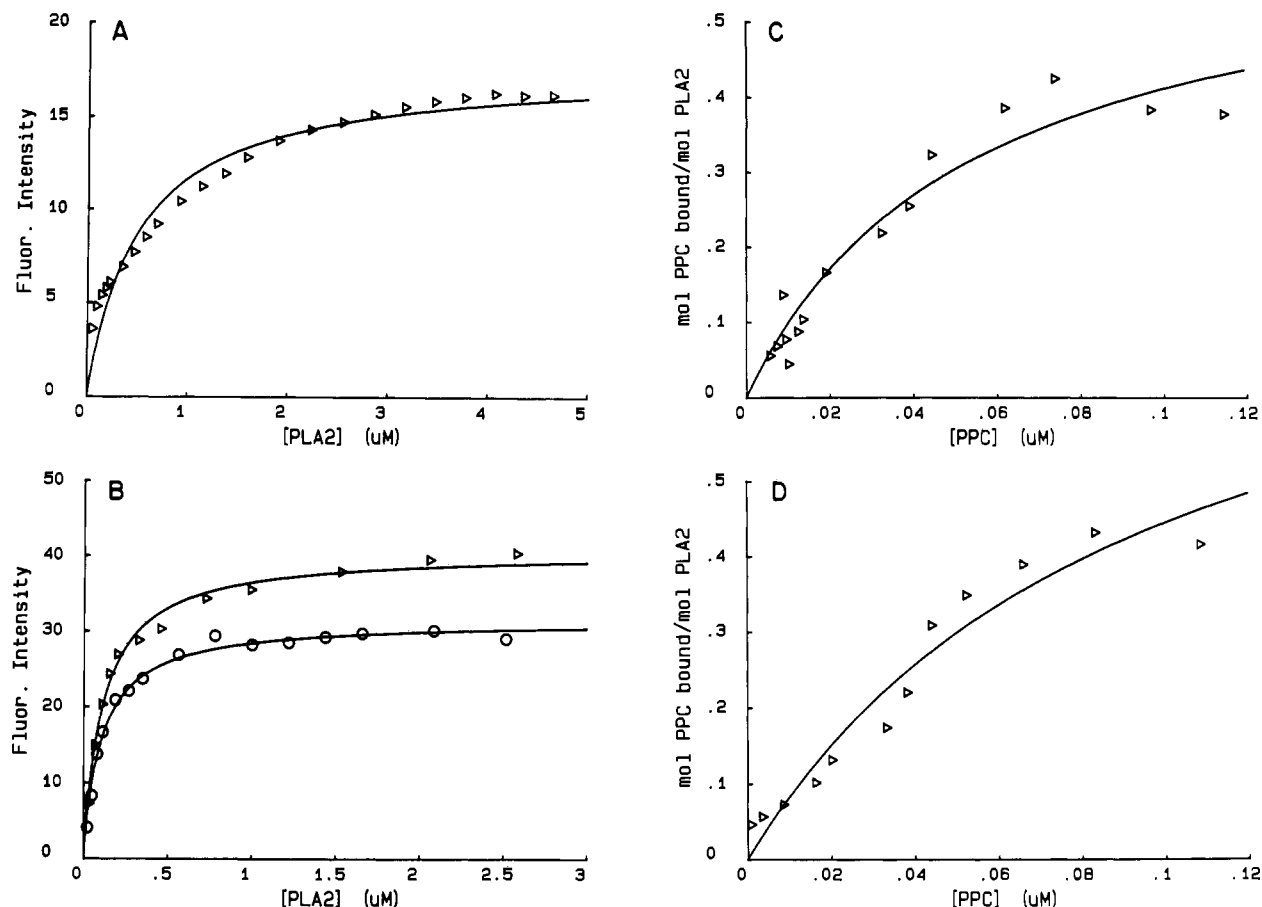 A
20
15
10
5
0
Fluor. Intensity
0 1 2 3 4 5
[PLA2] (uM)
C
.5
.4
.3
.2
.1
0
mol PPC bound/mol PLA2
0 .02 .04 .06 .08 .1 .12
[PPC] (uM)
B
50
40
30
20
10
0
Fluor. Intensity
0 .5 1 1.5 2 2.5 3
[PLA2] (uM)
D
.5
.4
.3
.2
.1
0
mol PPC bound/mol PLA2
0 .02 .04 .06 .08 .1 .12
[PPC] (uM)